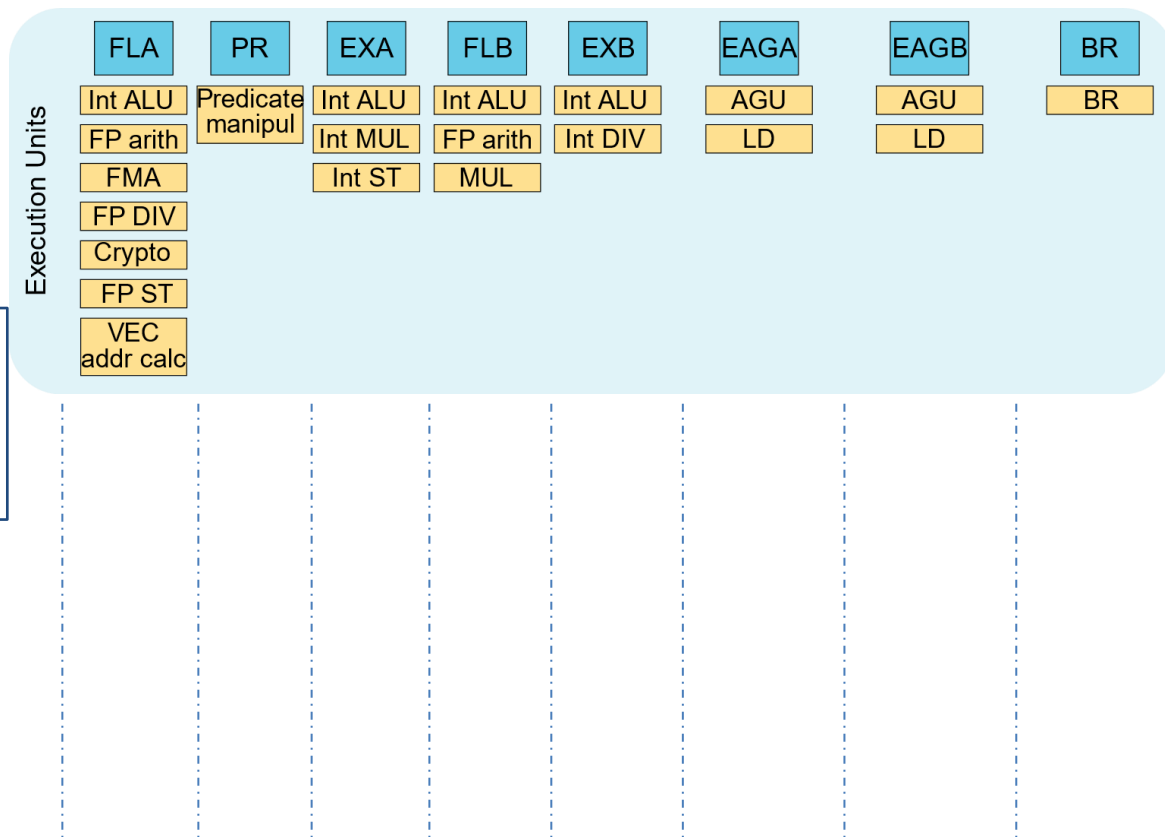 FLA PR EXA FLB EXB EAGA EAGB BR
Int ALU Predicate manipul Int ALU Int ALU Int ALU AGU AGU BR
FP arith Int MUL FP arith Int DIV LD LD
FMA Int ST MUL
FP DIV
Crypto
FP ST
VEC
addr calc
Execution Units